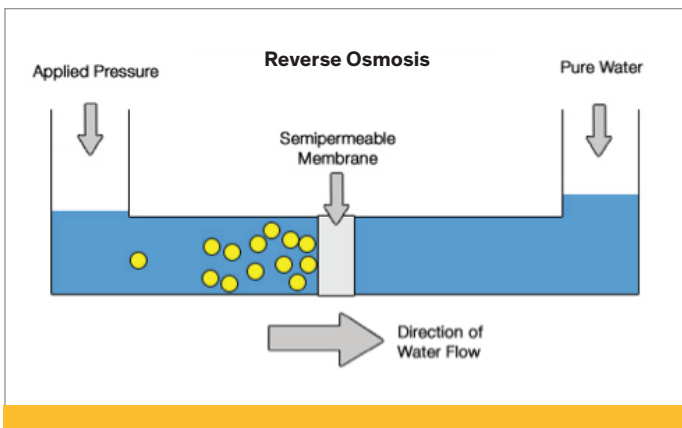 Reverse Osmosis
Applied Pressure
Pure Water
Semipermeable
Membrane
Direction of
Water Flow